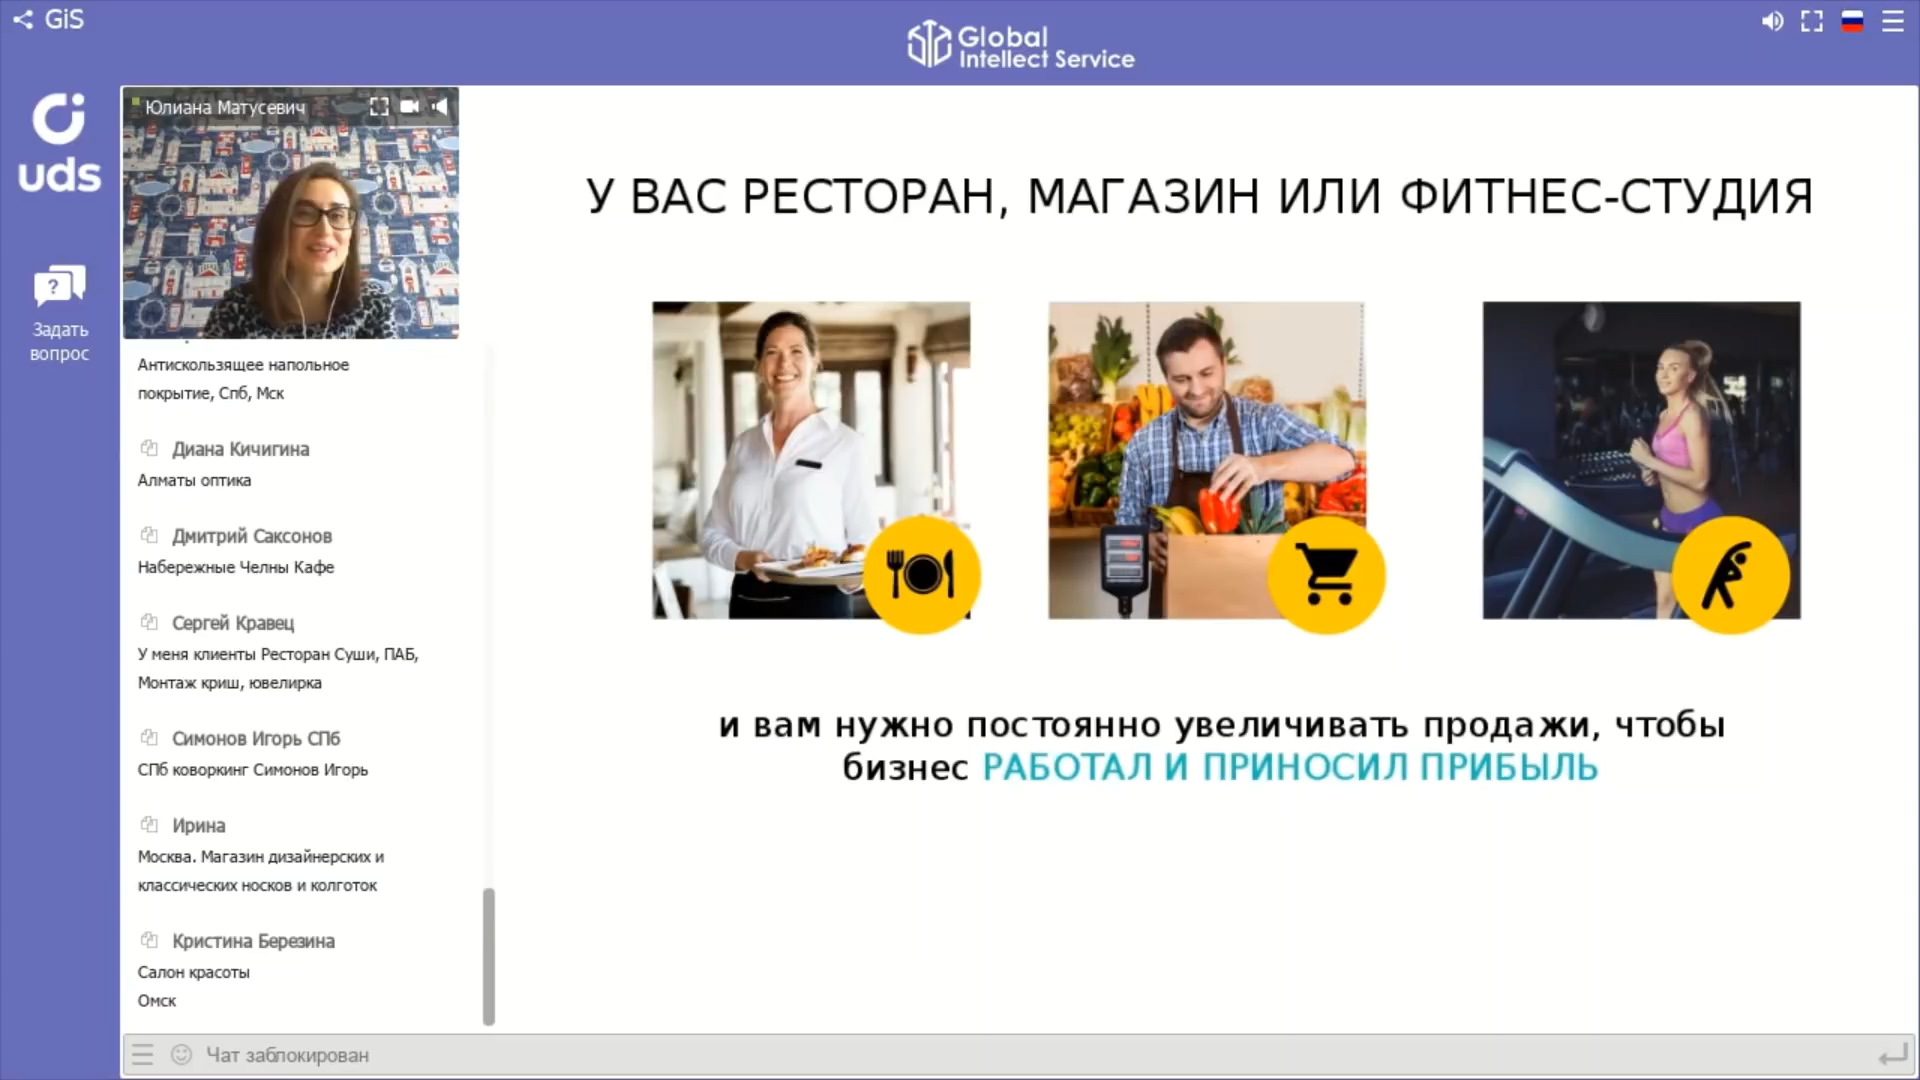 GiS
Global
Intellect Service
uds
Задать
вопрос
Юлиана Матусевич
Антискользящее напольное
покрытие, Спб, Мск
Диана Кичигина
Алматы оптика
Дмитрий Саксонов
Набережные Челны Кафе
Сергей Кравец
У меня клиенты Ресторан Суши, ПАБ,
Монтаж криш, ювелирка
Симонов Игорь СПб
СПб коворкинг Симонов Игорь
Ирина
Москва. Магазин дизайнерских и
классических носков и колготок
Кристина Березина
Салон красоты
Омск
Чат заблокирован
У ВАС РЕСТОРАН, МАГАЗИН ИЛИ ФИТНЕС-СТУДИЯ
и вам нужно постоянно увеличивать продажи, чтобы
бизнес РАБОТАЛ И ПРИНОСИЛ ПРИБЫЛЬ